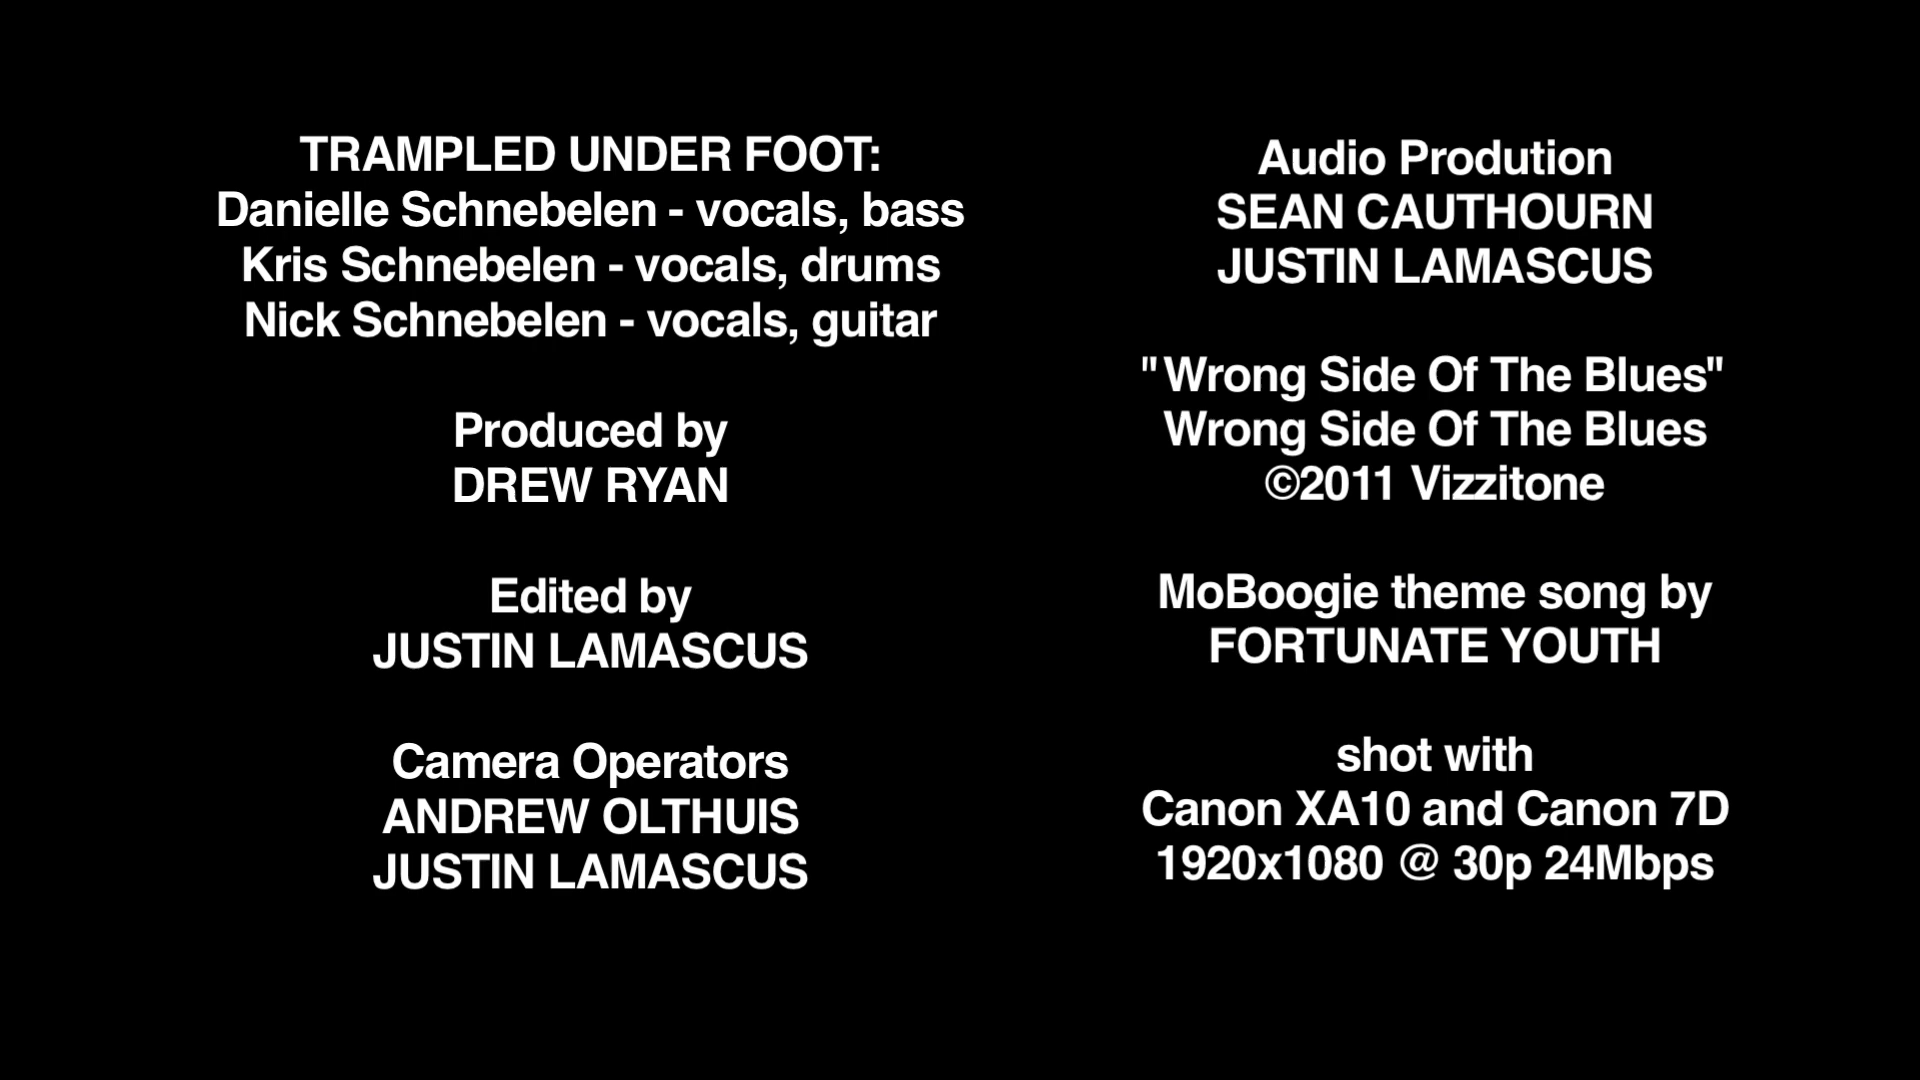 TRAMPLED UNDER FOOT:
Danielle Schnebelen - vocals, bass
Kris Schnebelen - vocals, drums
Nick Schnebelen - vocals, guitar
Produced by
DREW RYAN
Edited by
JUSTIN LAMASCUS
Camera Operators
ANDREW OLTHUIS
JUSTIN LAMASCUS
Audio Prodution
SEAN CAUTHOURN
JUSTIN LAMASCUS
"Wrong Side Of The Blues"
Wrong Side Of The Blues
©2011 Vizzitone
MoBoogie theme song by
FORTUNATE YOUTH
shot with
Canon XA10 and Canon 7D
1920x1080 @ 30p 24Mbps